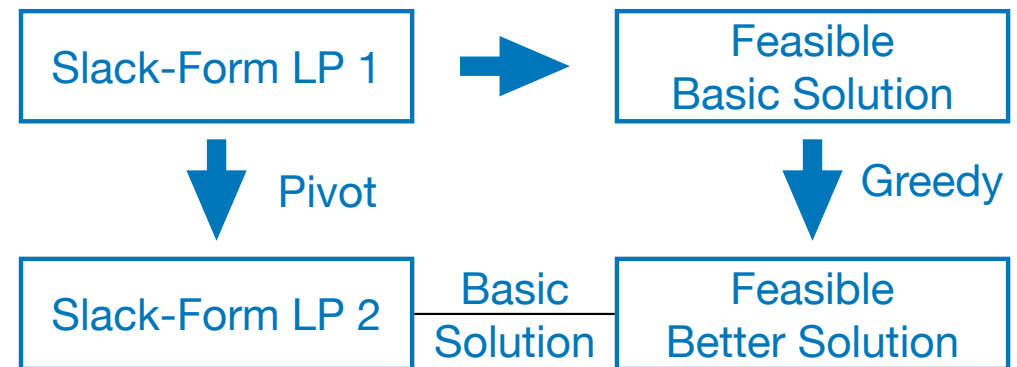 Slack-Form LP 1
Feasible
Basic Solution
Pivot
Greedy
Slack-Form LP 2
Basic
Solution
Feasible
Better Solution